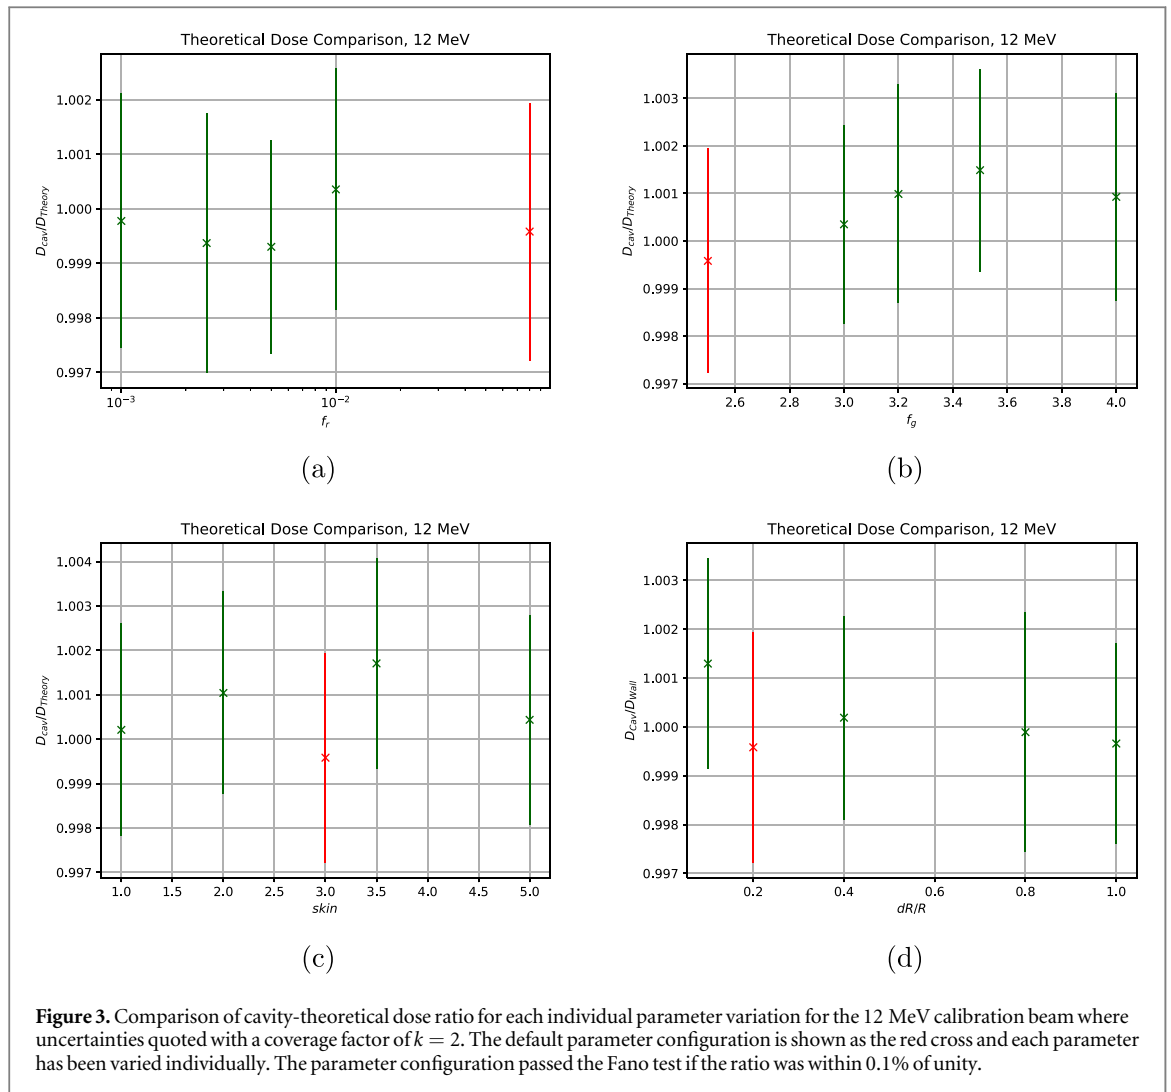 Theoretical Dose Comparison, 12 MeV
1.002
1.001
1.000
0.999
0.998
0.997
D_cav/D_Theory
10⁻³
10⁻²
f_r
(a)
Theoretical Dose Comparison, 12 MeV
1.003
1.002
1.001
1.000
0.999
0.998
0.997
D_cav/D_Theory
2.6 2.8 3.0 3.2 3.4 3.6 3.8 4.0
f_g
(b)
Theoretical Dose Comparison, 12 MeV
1.004
1.003
1.002
1.001
1.000
0.999
0.998
0.997
D_cav/D_Theory
1.0 1.5 2.0 2.5 3.0 3.5 4.0 4.5 5.0
skin
(c)
Theoretical Dose Comparison, 12 MeV
1.003
1.002
1.001
1.000
0.999
0.998
0.997
D_Cav/D_Wall
0.2 0.4 0.6 0.8 1.0
dR/R
(d)
Figure 3. Comparison of cavity-theoretical dose ratio for each individual parameter variation for the 12 MeV calibration beam where
uncertainties quoted with a coverage factor of k = 2. The default parameter configuration is shown as the red cross and each parameter
has been varied individually. The parameter configuration passed the Fano test if the ratio was within 0.1% of unity.